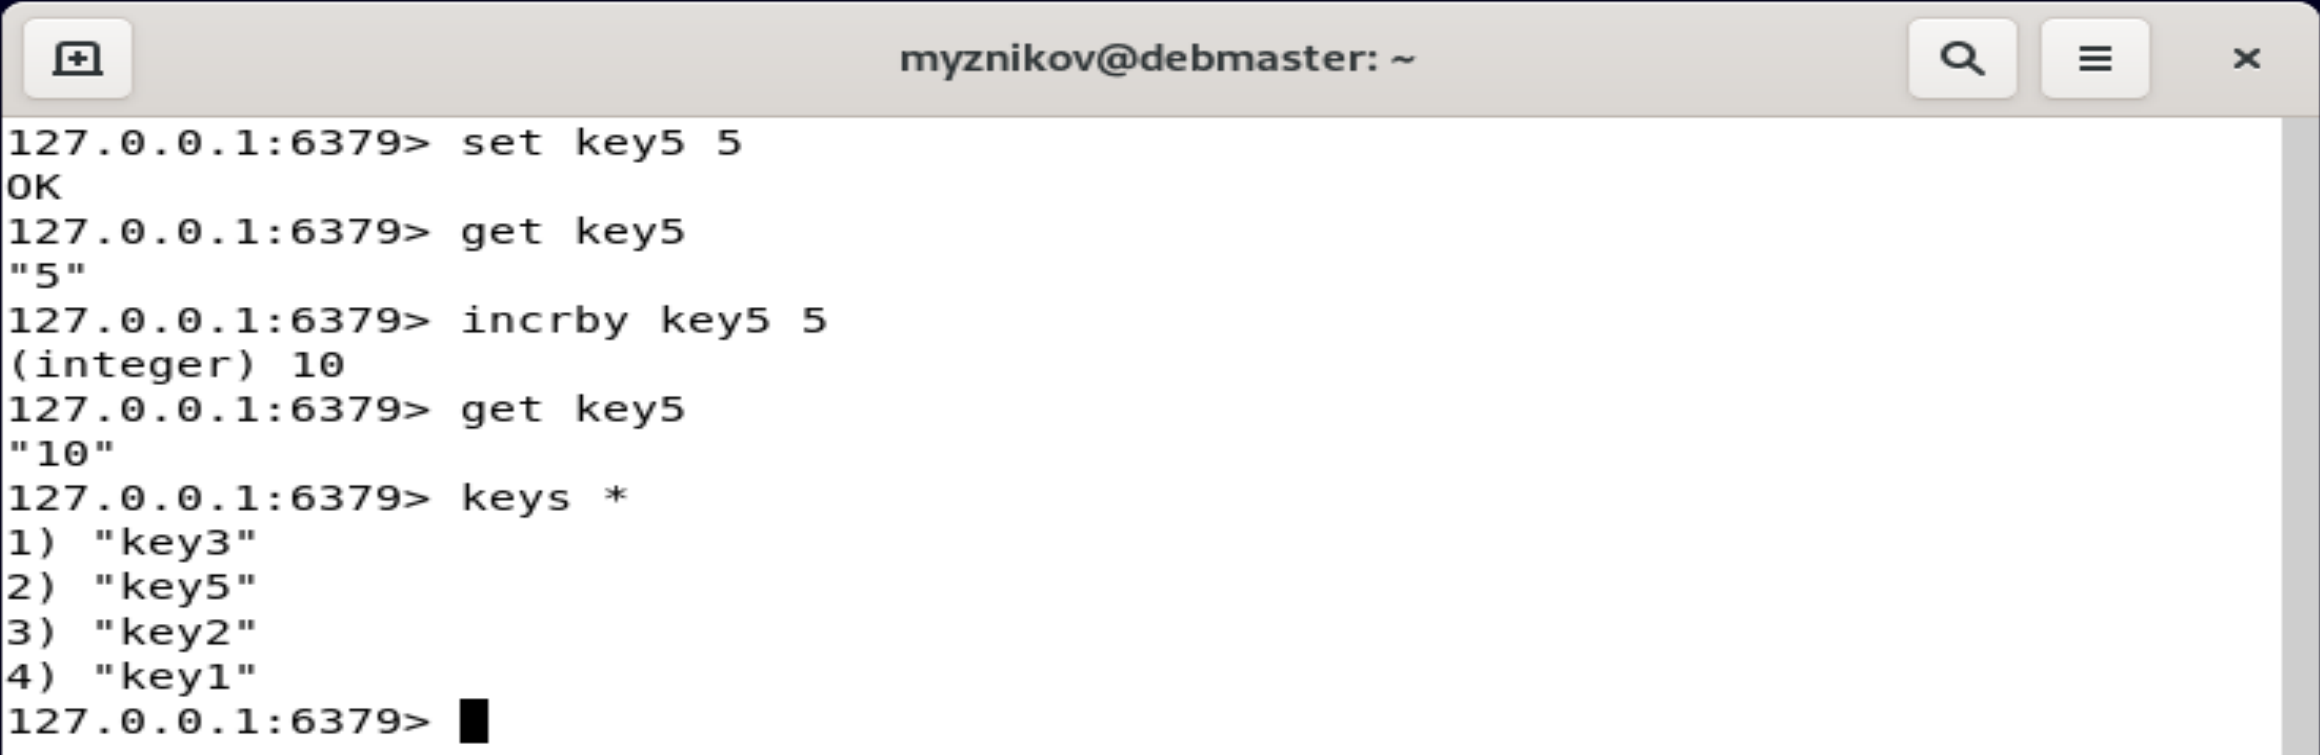 myznikov@debmaster: ~
127.0.0.1:6379> set key5 5
OK
127.0.0.1:6379> get key5
"5"
127.0.0.1:6379> incrby key5 5
(integer) 10
127.0.0.1:6379> get key5
"10"
127.0.0.1:6379> keys *
1) "key3"
2) "key5"
3) "key2"
4) "key1"
127.0.0.1:6379>